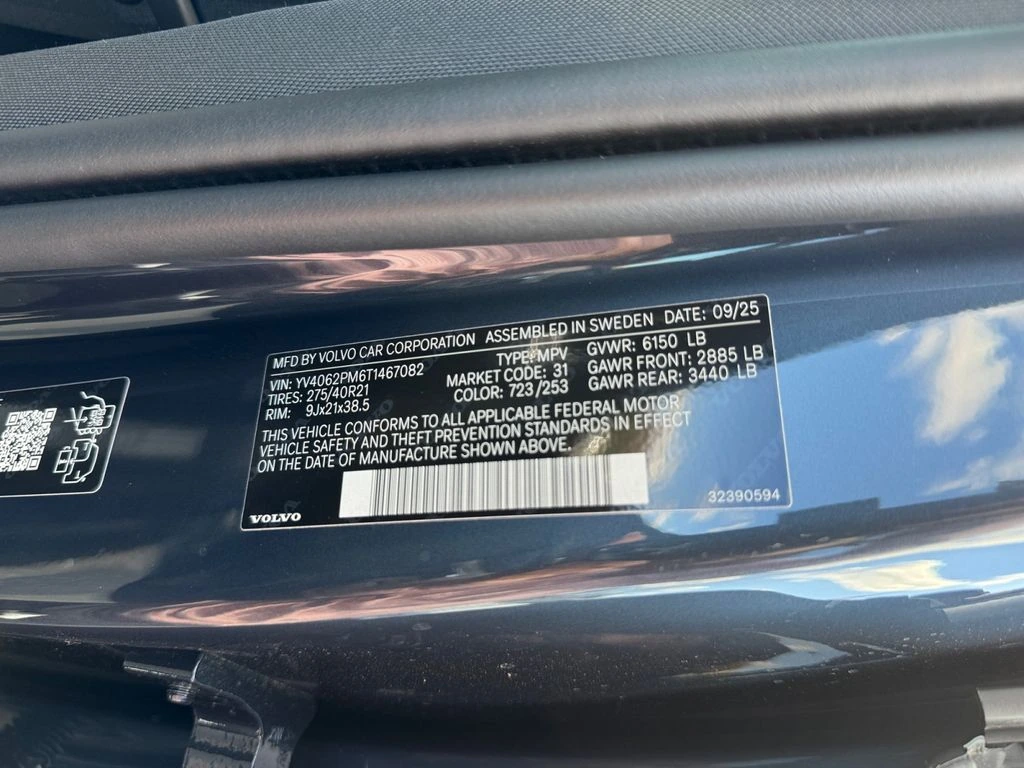 MFD BY VOLVO CAR CORPORATION ASSEMBLED IN SWEDEN DATE: 09/25
VIN: YV4062PM6T1467082 TYPE: MPV GVWR: 6150 LB
TIRES: 275/40R21 MARKET CODE: 31 GAWR FRONT: 2885 LB
RIM: 9Jx21x38.5 COLOR: 723/253 GAWR REAR: 3440 LB
THIS VEHICLE CONFORMS TO ALL APPLICABLE FEDERAL MOTOR
VEHICLE SAFETY AND THEFT PREVENTION STANDARDS IN EFFECT
ON THE DATE OF MANUFACTURE SHOWN ABOVE.
VOLVO 32390594